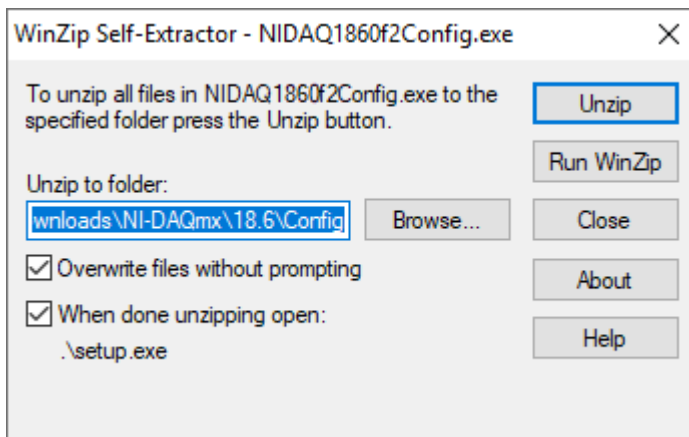 WinZip Self-Extractor - NIDAQ1860f2Config.exe
To unzip all files in NIDAQ1860f2Config.exe to the
specified folder press the Unzip button.
Unzip to folder:
wnloads\NI-DAQmx\18.6\Config
Browse...
Overwrite files without prompting
When done unzipping open:
.\setup.exe
Unzip
Run WinZip
Close
About
Help